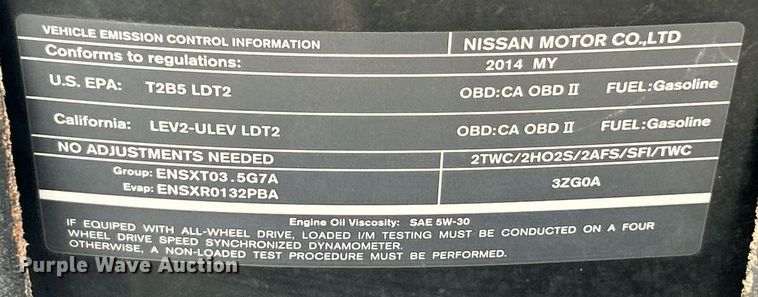 VEHICLE EMISSION CONTROL INFORMATION NISSAN MOTOR CO.,LTD
Conforms to regulations: 2014 MY
U.S. EPA: T2B5 LDT2 OBD:CA OBD II FUEL:Gasoline
California: LEV2-ULEV LDT2 OBD:CA OBD II FUEL:Gasoline
NO ADJUSTMENTS NEEDED 2TWC/2HO2S/2AFS/SFI/TWC
Group: ENSXT03.5G7A
Evap: ENSXR0132PBA 3ZG0A
Engine Oil Viscosity: SAE 5W-30
IF EQUIPPED WITH ALL-WHEEL DRIVE, LOADED I/M TESTING MUST BE CONDUCTED ON A FOUR
WHEEL DRIVE SPEED SYNCHRONIZED DYNAMOMETER.
OTHERWISE, A NON-LOADED TEST PROCEDURE MUST BE PERFORMED.
Purple Wave Auction